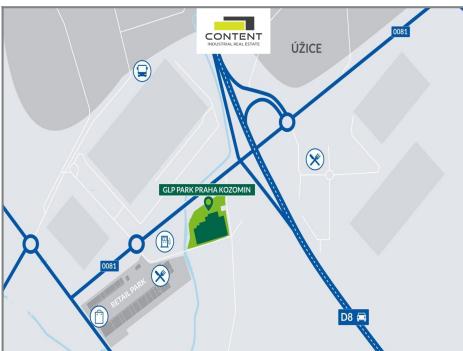 CONTENT
INDUSTRIAL REAL ESTATE
ÚŽICE
0081
GLP PARK PRAHA KOZOMIN
0081
RETAIL PARK
D8